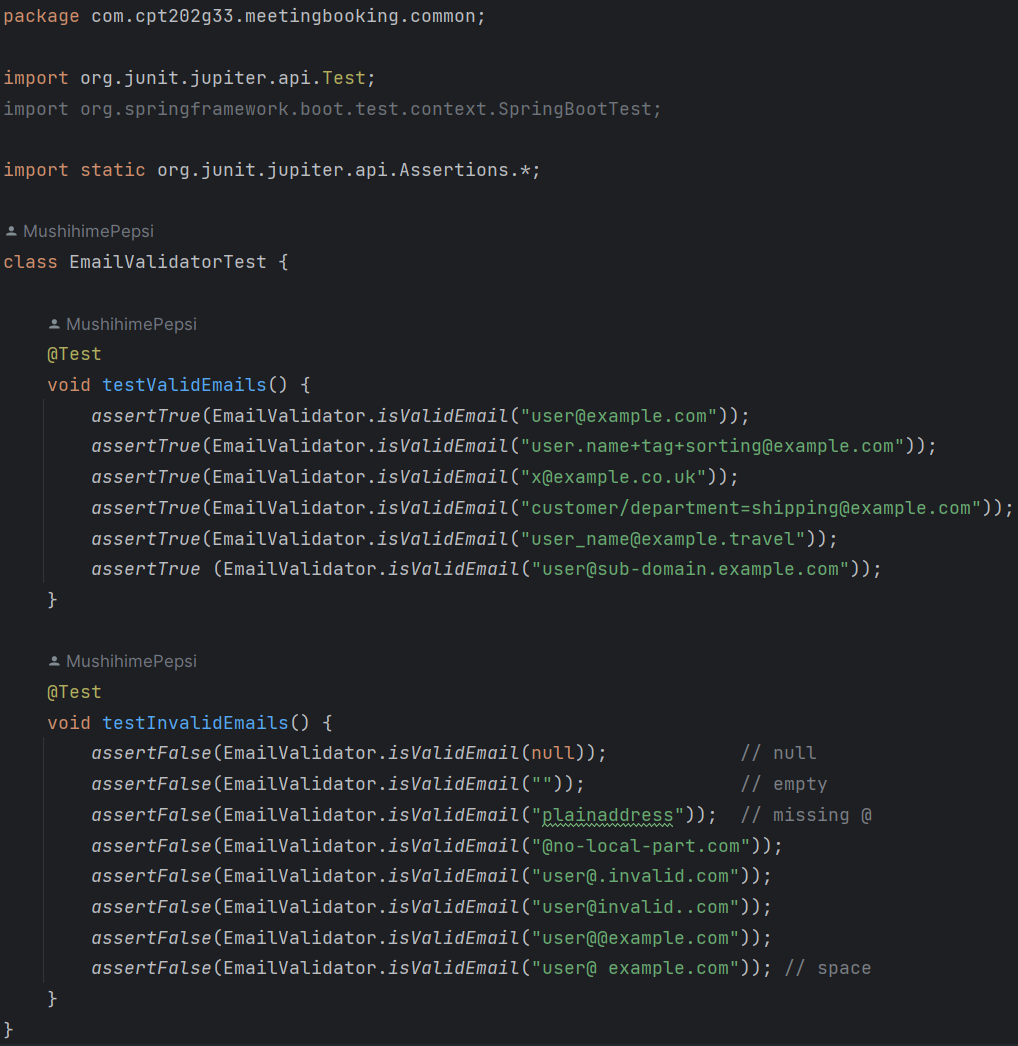 package com.cpt202g33.meetingbooking.common;
import org.junit.jupiter.api.Test;
import org.springframework.boot.test.context.SpringBootTest;
import static org.junit.jupiter.api.Assertions.*;
MushihimePepsi
class EmailValidatorTest {
MushihimePepsi
@Test
void testValidEmails() {
assertTrue(EmailValidator.isValidEmail("user@example.com"));
assertTrue(EmailValidator.isValidEmail("user.name+tag+sorting@example.com"));
assertTrue(EmailValidator.isValidEmail("x@example.co.uk"));
assertTrue(EmailValidator.isValidEmail("customer/department=shipping@example.com"));
assertTrue(EmailValidator.isValidEmail("user_name@example.travel"));
assertTrue (EmailValidator.isValidEmail("user@sub-domain.example.com"));
}
MushihimePepsi
@Test
void testInvalidEmails() {
assertFalse(EmailValidator.isValidEmail(null)); // null
assertFalse(EmailValidator.isValidEmail("")); // empty
assertFalse(EmailValidator.isValidEmail("plainaddress")); // missing @
assertFalse(EmailValidator.isValidEmail("@no-local-part.com"));
assertFalse(EmailValidator.isValidEmail("user@.invalid.com"));
assertFalse(EmailValidator.isValidEmail("user@invalid..com"));
assertFalse(EmailValidator.isValidEmail("user@@example.com"));
assertFalse(EmailValidator.isValidEmail("user@ example.com")); // space
}
}